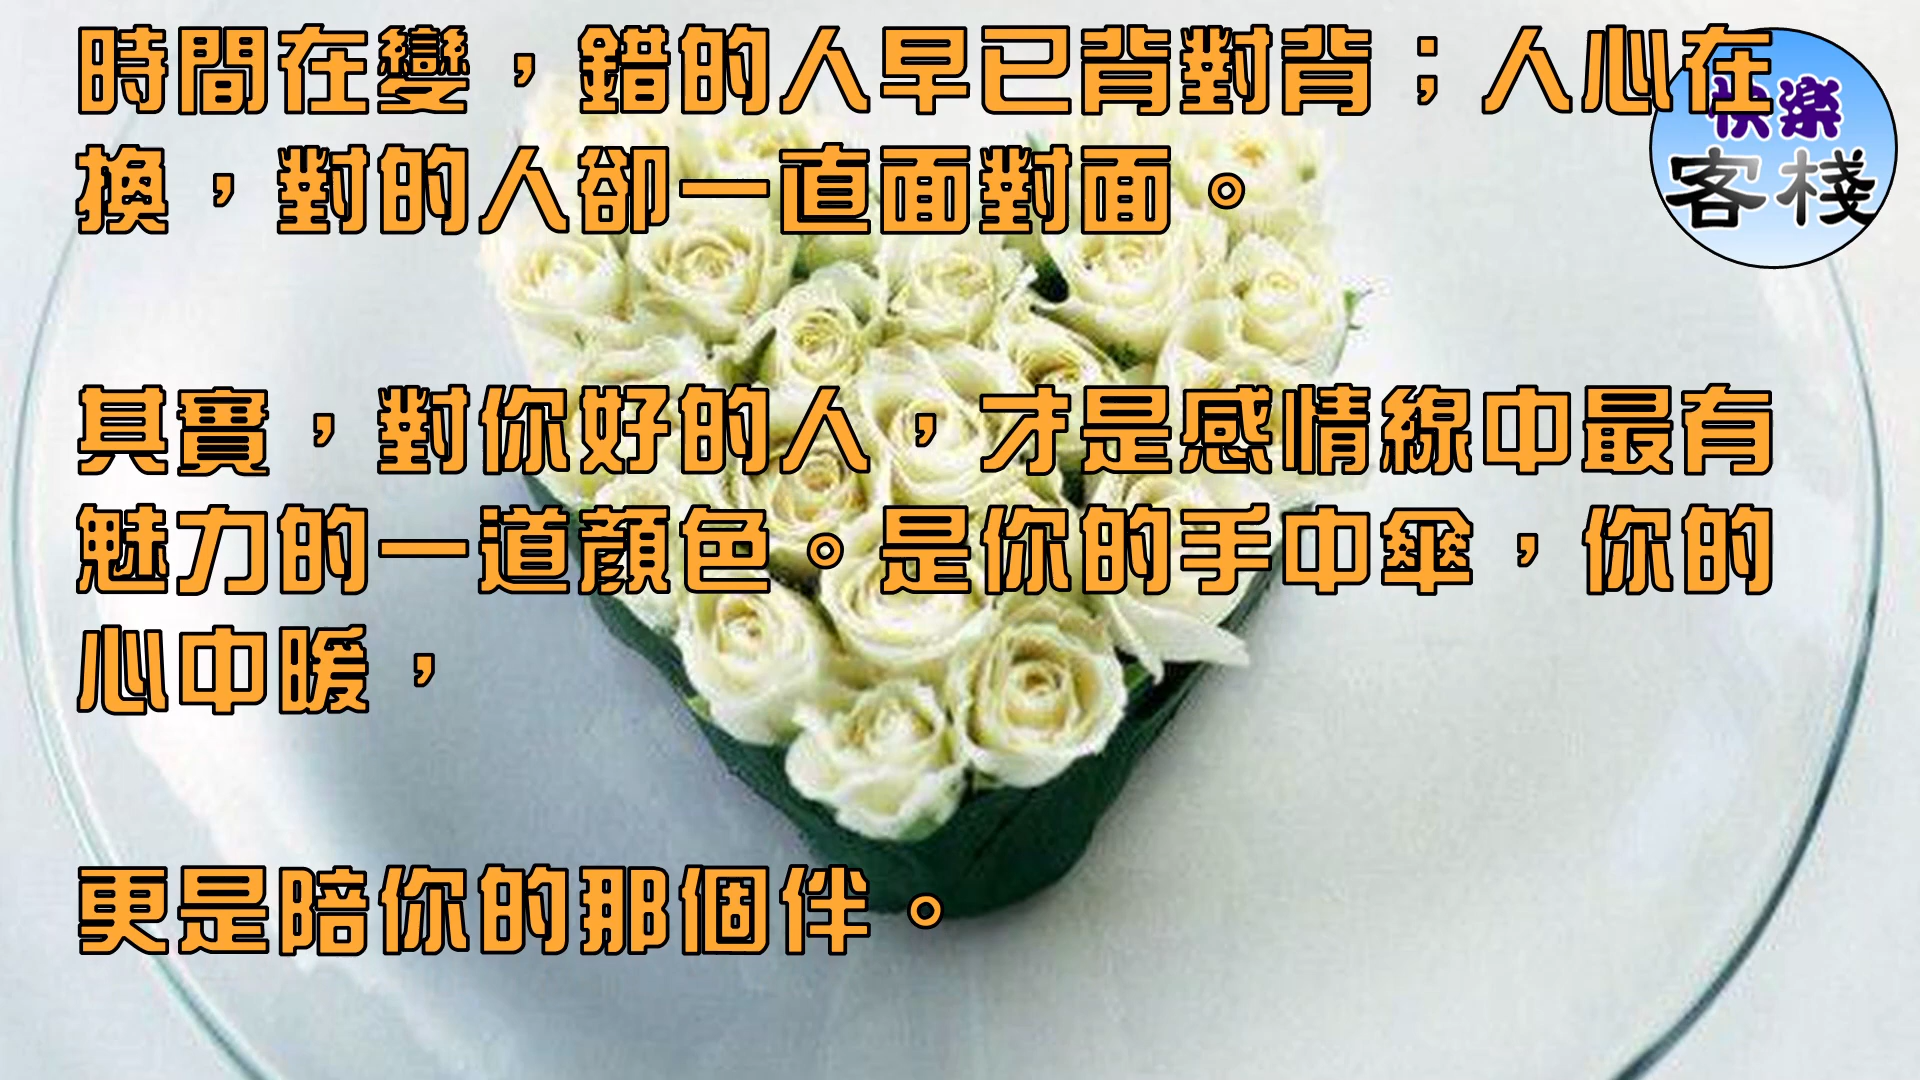 時間在變，錯的人早已背對背；人心在
換，對的人卻一直面對面。
其實，對你好的人，才是感情線中最有
魅力的一道顏色。是你的手中傘，你的
心中暖，
更是陪你的那個伴。
快樂
客棧